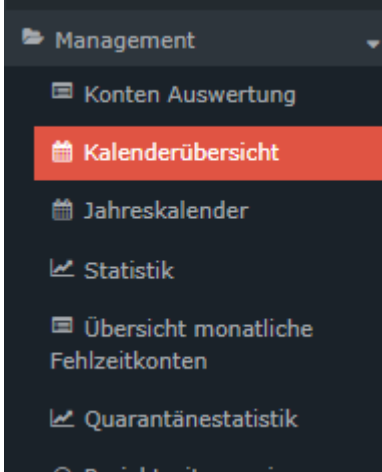 Management
Konten Auswertung
Kalenderübersicht
Jahreskalender
Statistik
Übersicht monatliche
Fehlzeitkonten
Quarantänestatistik